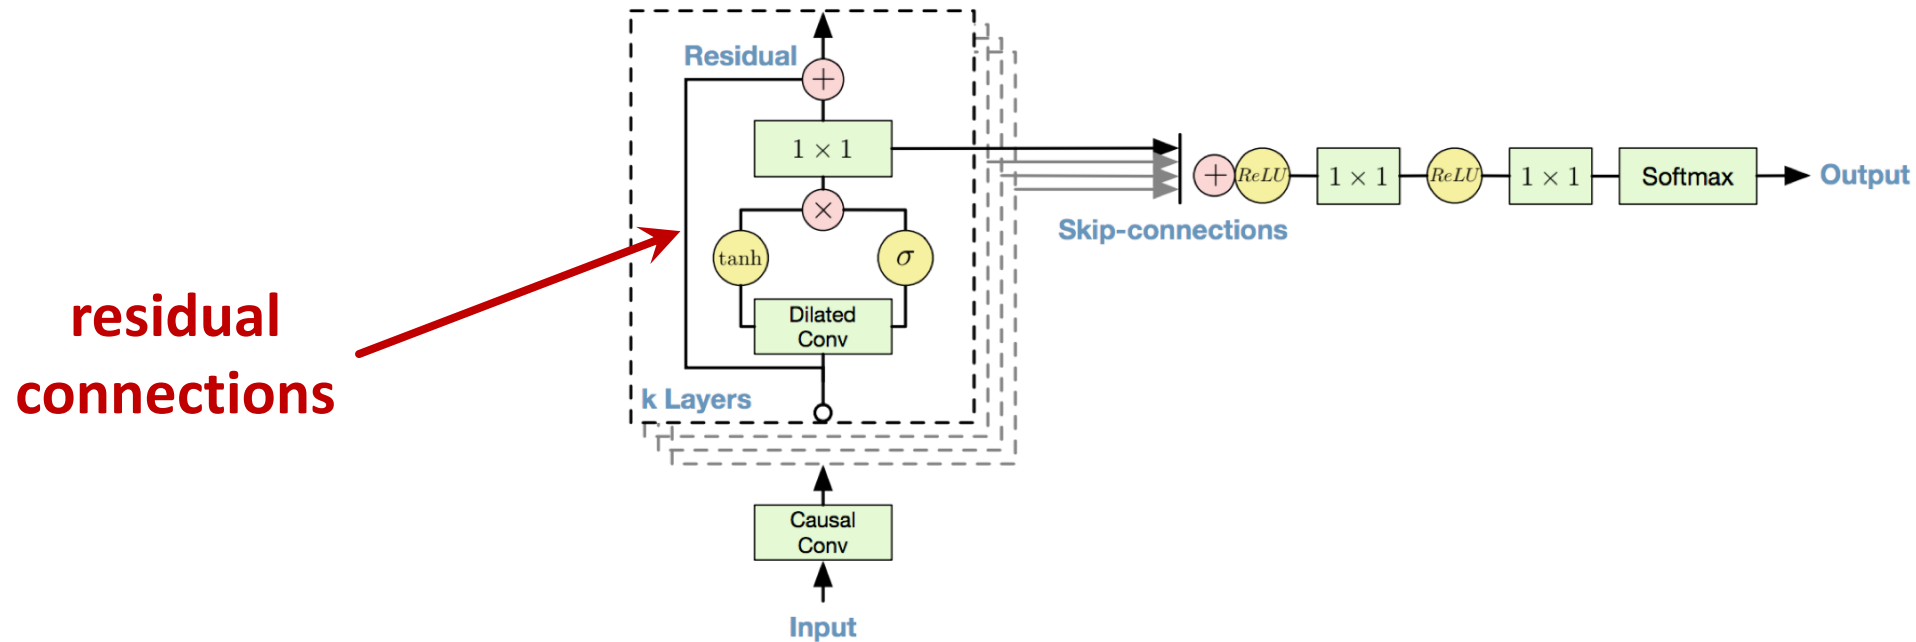 Residual
+
1 × 1
×
tanh
σ
Dilated
Conv
k Layers
Causal
Conv
Input
residual
connections
Skip-connections
+
ReLU
1 × 1
ReLU
1 × 1
Softmax
Output